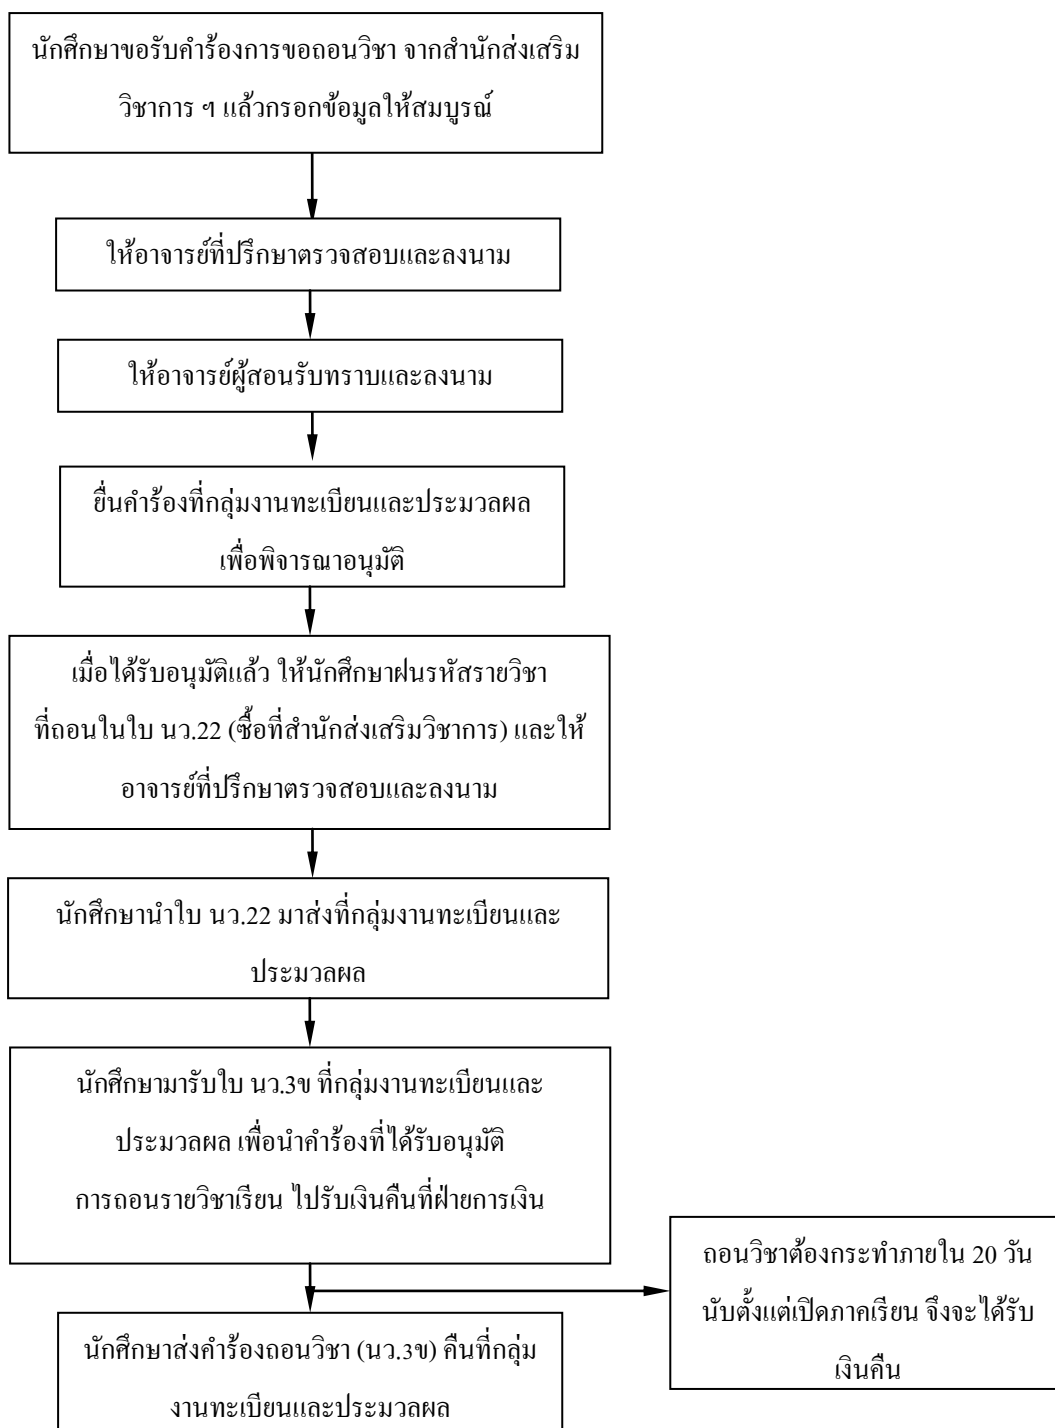 นักศึกษาขอรับคำร้องการขอถอนวิชา จากสำนักส่งเสริม
วิชาการ ฯ แล้วกรอกข้อมูลให้สมบูรณ์
ให้อาจารย์ที่ปรึกษาตรวจสอบและลงนาม
ให้อาจารย์ผู้สอนรับทราบและลงนาม
ยื่นคำร้องที่กลุ่มงานทะเบียนและประมวลผล
เพื่อพิจารณาอนุมัติ
เมื่อได้รับอนุมัติแล้ว ให้นักศึกษาฝนรหัสรายวิชา
ที่ถอนในใบ นว.22 (ซื้อที่สำนักส่งเสริมวิชาการ) และให้
อาจารย์ที่ปรึกษาตรวจสอบและลงนาม
นักศึกษานำใบ นว.22 มาส่งที่กลุ่มงานทะเบียนและ
ประมวลผล
นักศึกษามารับใบ นว.3ข ที่กลุ่มงานทะเบียนและ
ประมวลผล เพื่อนำคำร้องที่ได้รับอนุมัติ
การถอนรายวิชาเรียน ไปรับเงินคืนที่ฝ่ายการเงิน
ถอนวิชาต้องกระทำภายใน 20 วัน
นับตั้งแต่เปิดภาคเรียน จึงจะได้รับ
เงินคืน
นักศึกษาส่งคำร้องถอนวิชา (นว.3ข) คืนที่กลุ่ม
งานทะเบียนและประมวลผล